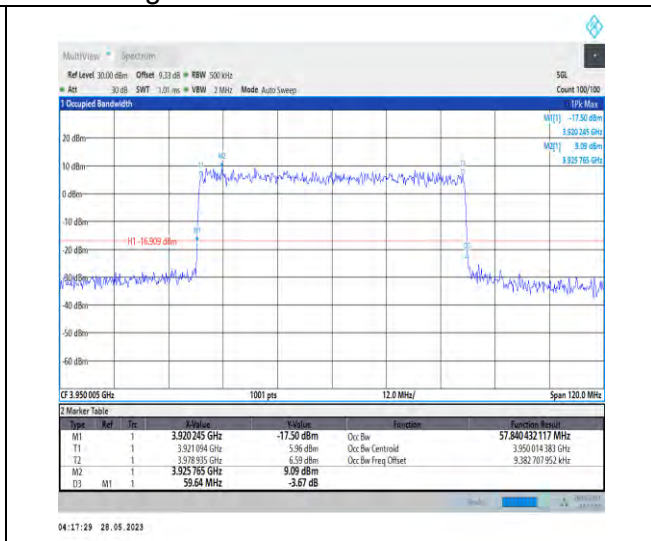 MultiView Spectrum
Ref Level 30.00 dBm Offset 9.33 dB RBW 500 kHz SGL
Att 30 dB SWT 1.01 ms VBW 2 MHz Mode Auto Sweep Count 100/100
1 Occupied Bandwidth 1Pk Max
M1[1] -17.50 dBm
3.920 245 GHz
M2[1] 9.09 dBm
3.925 765 GHz
20 dBm
10 dBm
0 dBm
-10 dBm
-20 dBm
-30 dBm
-40 dBm
-50 dBm
-60 dBm
M2
T1
T2
M1
H1 -16.909 dBm
D3
CF 3.950 005 GHz 1001 pts 12.0 MHz/ Span 120.0 MHz
2 Marker Table
Type Ref Trc X-Value Y-Value Function Function Result
M1 1 3.920 245 GHz -17.50 dBm Occ Bw 57.840 432 117 MHz
T1 1 3.921 094 GHz 5.96 dBm Occ Bw Centroid 3.950 014 383 GHz
T2 1 3.978 935 GHz 6.59 dBm Occ Bw Freq Offset 9.382 707 952 kHz
M2 1 3.925 765 GHz 9.09 dBm
D3 M1 1 59.64 MHz -3.67 dB
04:17:29 28.05.2023